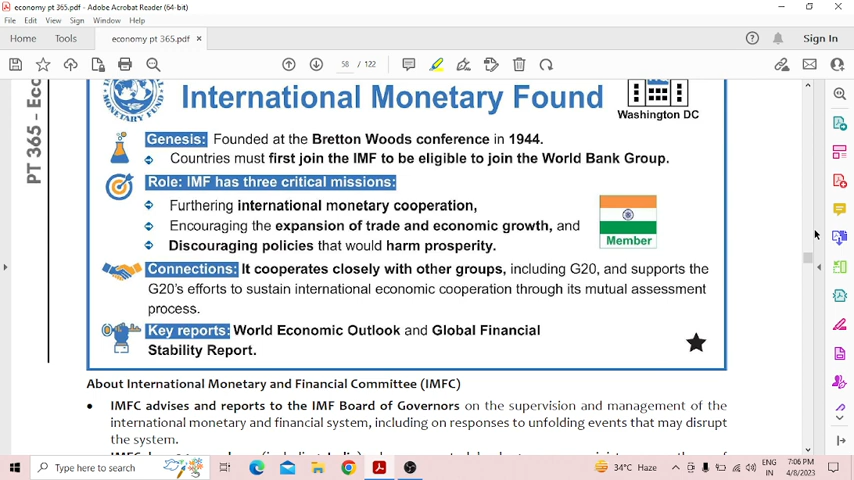 economy pt 365.pdf - Adobe Acrobat Reader (64-bit)
File Edit View Sign Window Help
Home Tools economy pt 365.pdf × Sign In
58 / 122
PT 365 - Eco
MONETARY FUND
International Monetary Found
Washington DC
Genesis: Founded at the Bretton Woods conference in 1944.
Countries must first join the IMF to be eligible to join the World Bank Group.
Role: IMF has three critical missions:
Furthering international monetary cooperation,
Encouraging the expansion of trade and economic growth, and
Discouraging policies that would harm prosperity.
Member
Connections: It cooperates closely with other groups, including G20, and supports the
G20's efforts to sustain international economic cooperation through its mutual assessment
process.
Key reports: World Economic Outlook and Global Financial
Stability Report.
About International Monetary and Financial Committee (IMFC)
• IMFC advises and reports to the IMF Board of Governors on the supervision and management of the
international monetary and financial system, including on responses to unfolding events that may disrupt
the system.
Type here to search
34°C Haze
ENG
IN
7:06 PM
4/8/2023